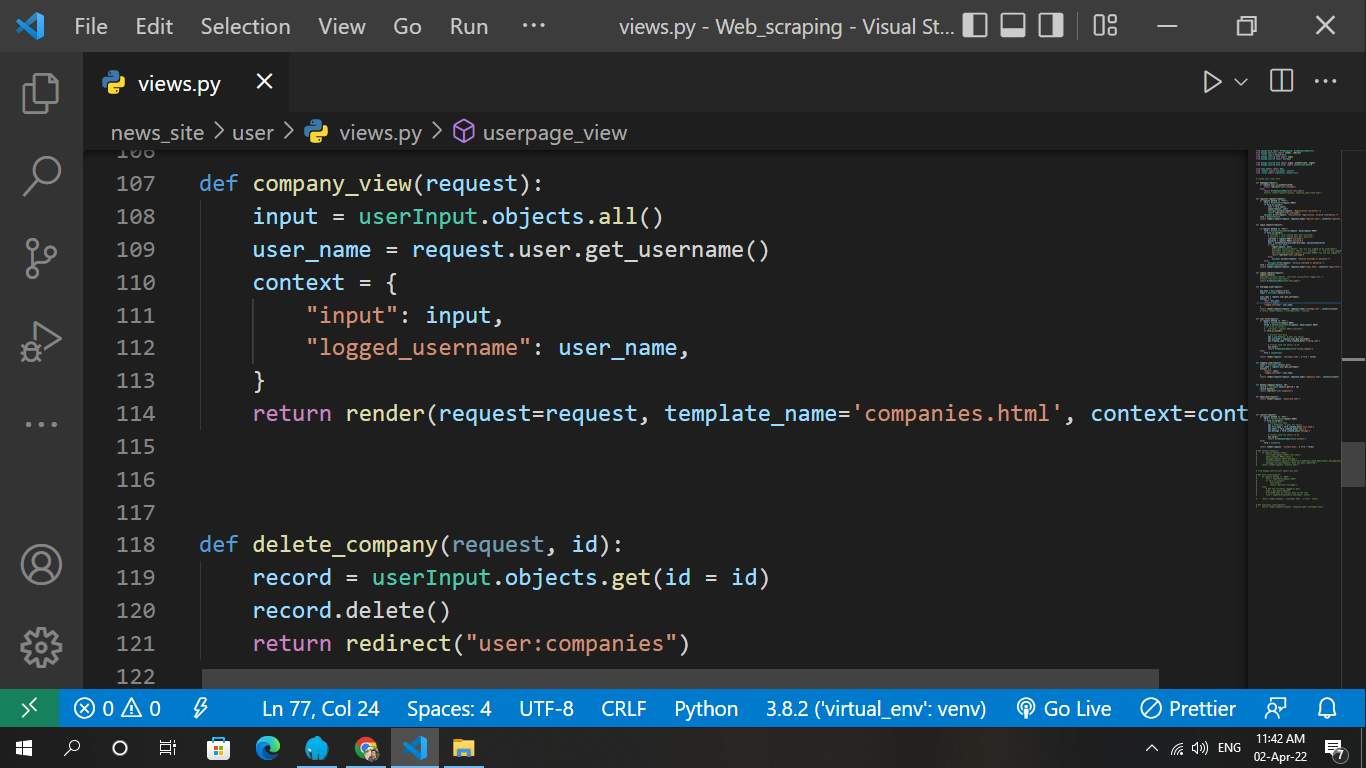 File Edit Selection View Go Run ··· views.py - Web_scraping - Visual St...
views.py
news_site > user > views.py > userpage_view
106
107 def company_view(request):
108 input = userInput.objects.all()
109 user_name = request.user.get_username()
110 context = {
111 "input": input,
112 "logged_username": user_name,
113 }
114 return render(request=request, template_name='companies.html', context=cont
115
116
117
118 def delete_company(request, id):
119 record = userInput.objects.get(id = id)
120 record.delete()
121 return redirect("user:companies")
122
0 0 Ln 77, Col 24 Spaces: 4 UTF-8 CRLF Python 3.8.2 ('virtual_env': venv) Go Live Prettier
ENG 11:42 AM 7
02-Apr-22